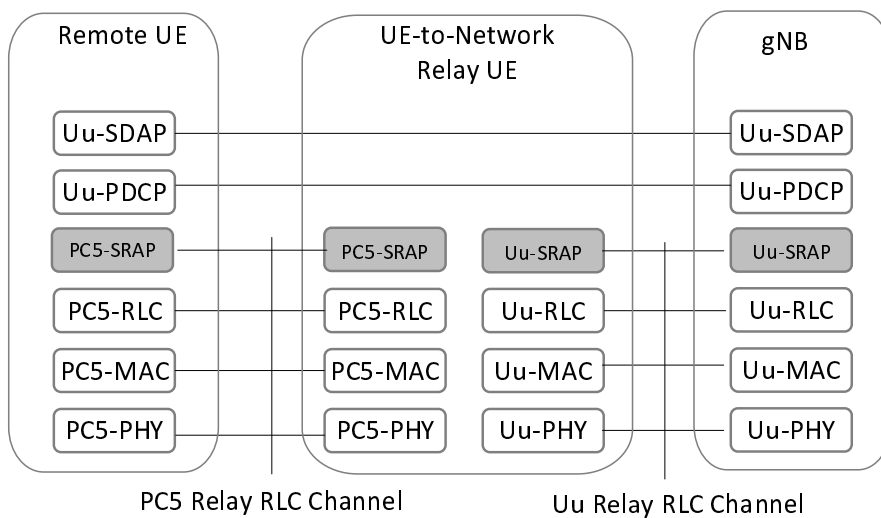 Remote UE
UE-to-Network
Relay UE
gNB
Uu-SDAP
Uu-SDAP
Uu-PDCP
Uu-PDCP
PC5-SRAP
PC5-SRAP
Uu-SRAP
Uu-SRAP
PC5-RLC
PC5-RLC
Uu-RLC
Uu-RLC
PC5-MAC
PC5-MAC
Uu-MAC
Uu-MAC
PC5-PHY
PC5-PHY
Uu-PHY
Uu-PHY
PC5 Relay RLC Channel
Uu Relay RLC Channel